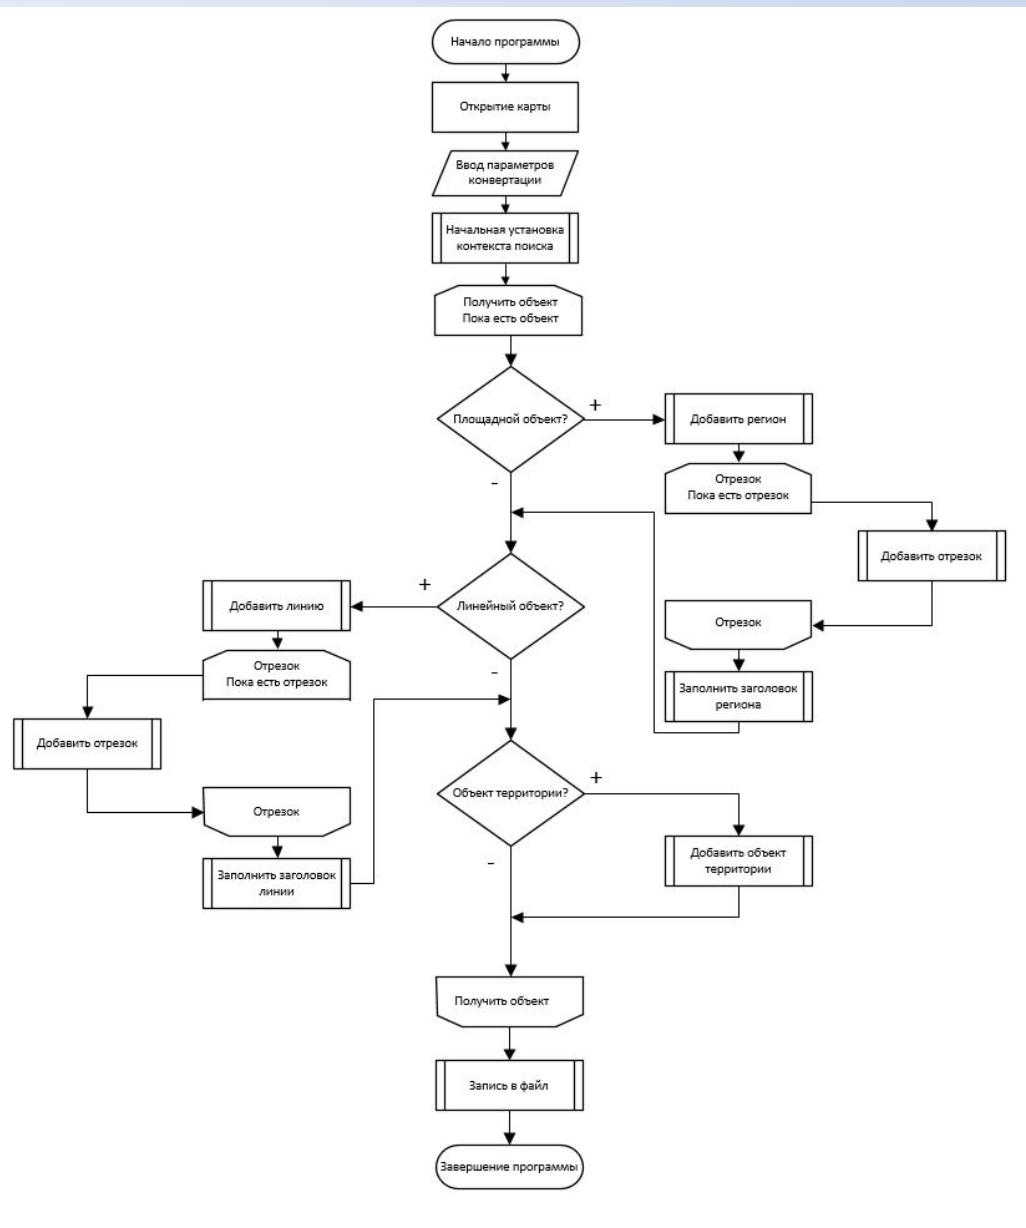 Начало программы
Открытие карты
Ввод параметров
конвертации
Начальная установка
контекста поиска
Получить объект
Пока есть объект
Площадной объект?
+
-
Добавить регион
Отрезок
Пока есть отрезок
Добавить отрезок
Отрезок
Заполнить заголовок
региона
Линейный объект?
+
-
Добавить линию
Отрезок
Пока есть отрезок
Добавить отрезок
Отрезок
Заполнить заголовок
линии
Объект территории?
+
-
Добавить объект
территории
Получить объект
Запись в файл
Завершение программы